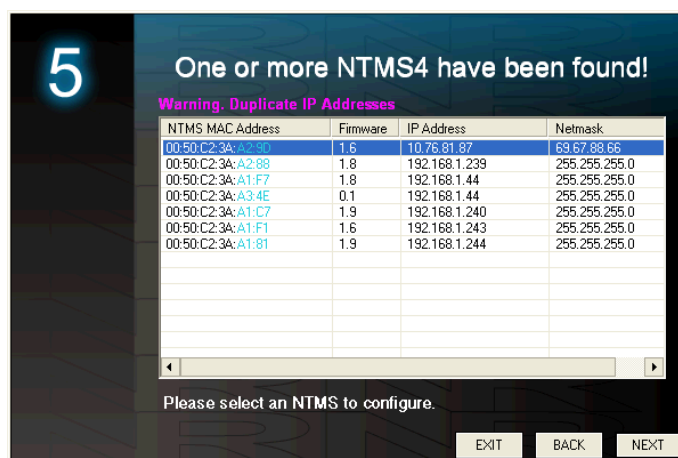 5
One or more NTMS4 have been found!
Warning. Duplicate IP Addresses
NTMS MAC Address Firmware IP Address Netmask
00:50:C2:3A:A2:9D 1.6 10.76.81.87 69.67.88.66
00:50:C2:3A:A2:88 1.8 192.168.1.239 255.255.255.0
00:50:C2:3A:A1:F7 1.8 192.168.1.44 255.255.255.0
00:50:C2:3A:A3:4E 0.1 192.168.1.44 255.255.255.0
00:50:C2:3A:A1:C7 1.9 192.168.1.240 255.255.255.0
00:50:C2:3A:A1:F1 1.6 192.168.1.243 255.255.255.0
00:50:C2:3A:A1:81 1.9 192.168.1.244 255.255.255.0
Please select an NTMS to configure.
EXIT BACK NEXT